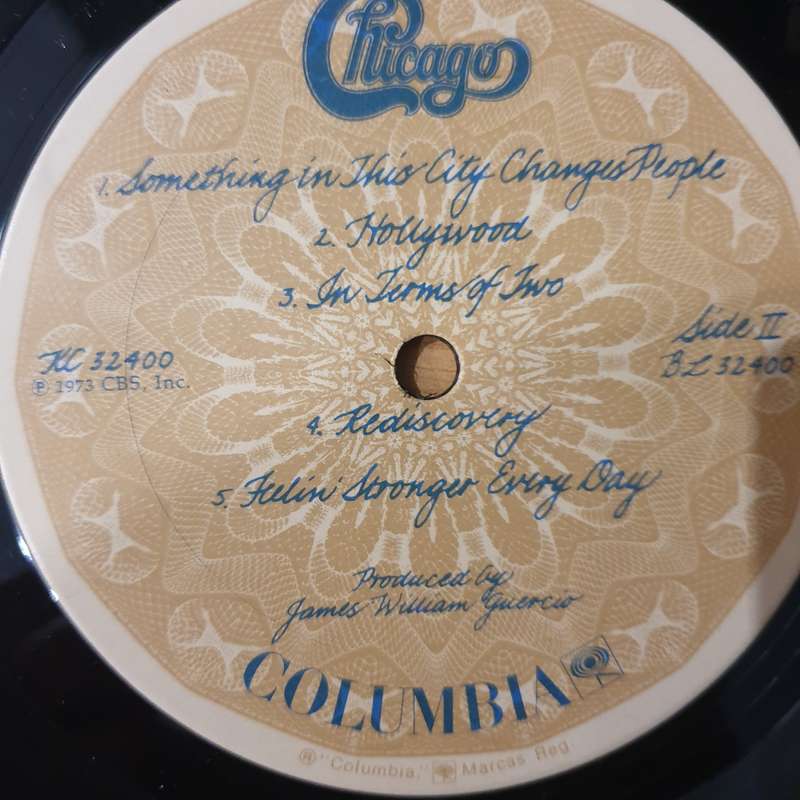 Chicago
1. Something in This City Changes People
2. Hollywood
3. In Terms of Two
Side II
KC 32400
BL 32400
℗ 1973 CBS, Inc.
4. Rediscovery
5. Feelin' Stronger Every Day
Produced by
James William Guercio
COLUMBIA
® "Columbia," Marcas Reg